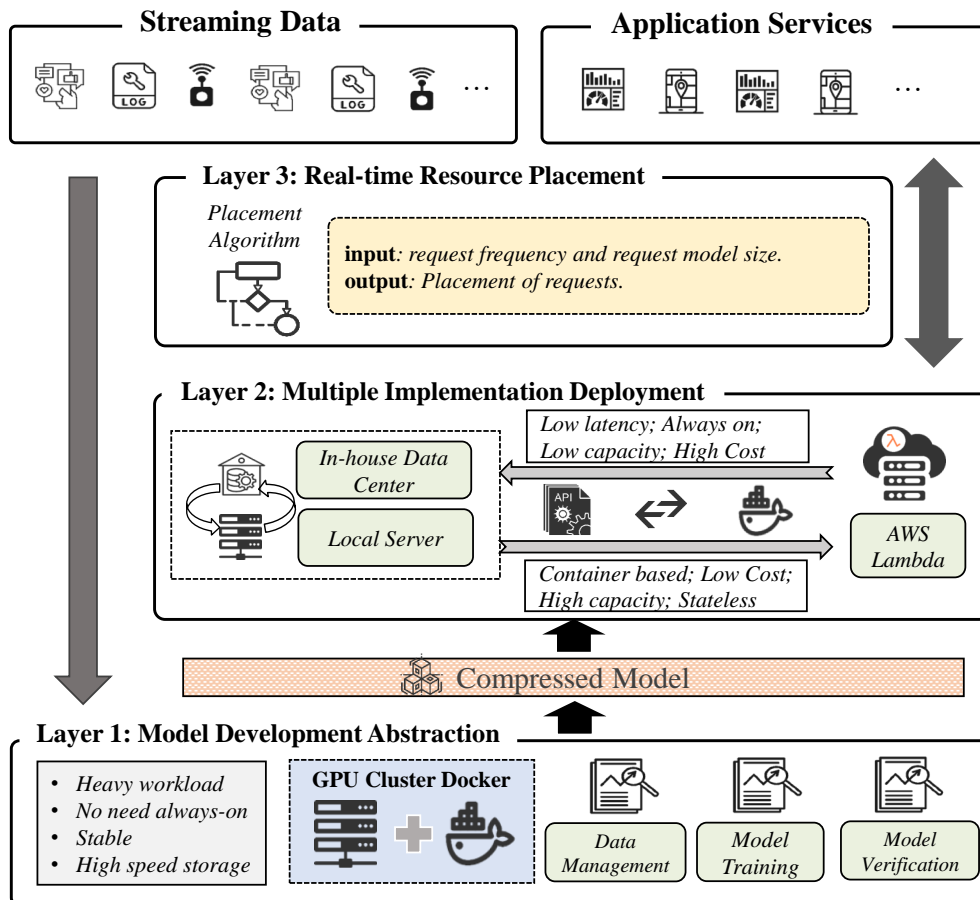 Streaming Data
Application Services
LOG
LOG
...
...
Layer 3: Real-time Resource Placement
Placement
Algorithm
input: request frequency and request model size.
output: Placement of requests.
Layer 2: Multiple Implementation Deployment
Low latency; Always on;
Low capacity; High Cost
λ
In-house Data
Center
API
Local Server
AWS
Lambda
Container based; Low Cost;
High capacity; Stateless
Compressed Model
Layer 1: Model Development Abstraction
• Heavy workload
• No need always-on
• Stable
• High speed storage
GPU Cluster Docker
Data
Management
Model
Training
Model
Verification